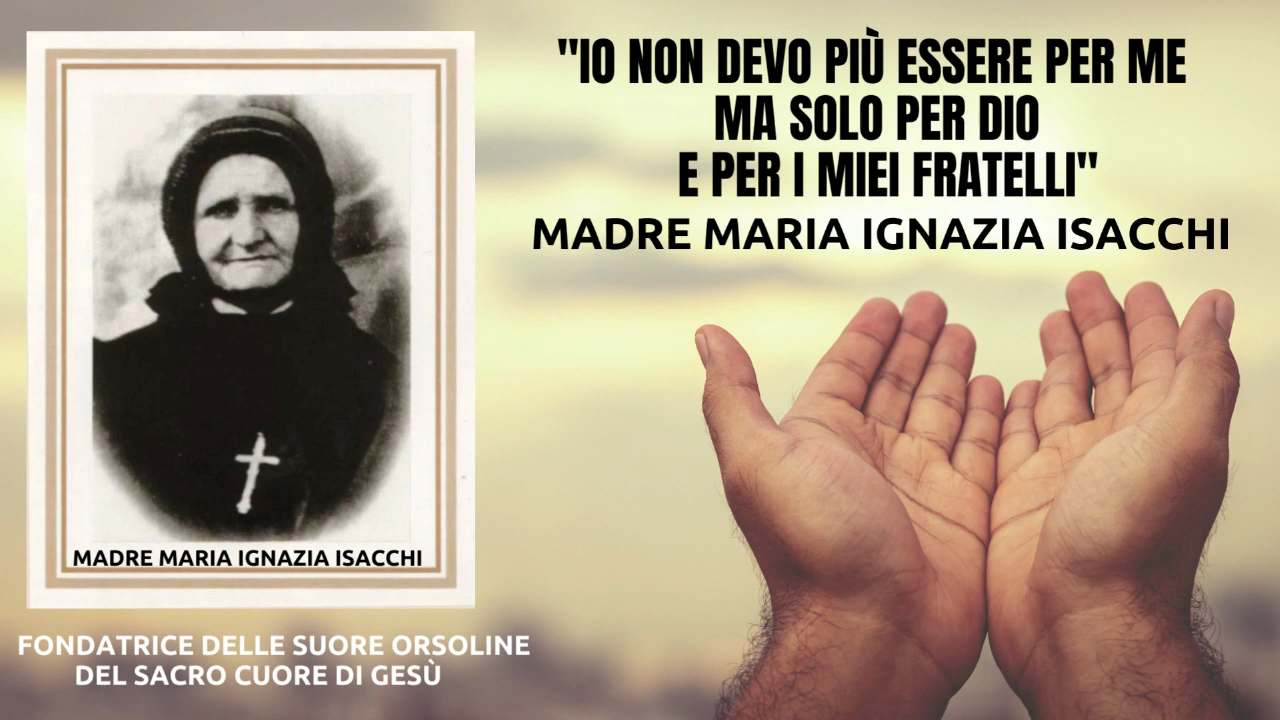 "IO NON DEVO PIÙ ESSERE PER ME
MA SOLO PER DIO
E PER I MIEI FRATELLI"
MADRE MARIA IGNAZIA ISACCHI
MADRE MARIA IGNAZIA ISACCHI
FONDATRICE DELLE SUORE ORSOLINE
DEL SACRO CUORE DI GESÙ